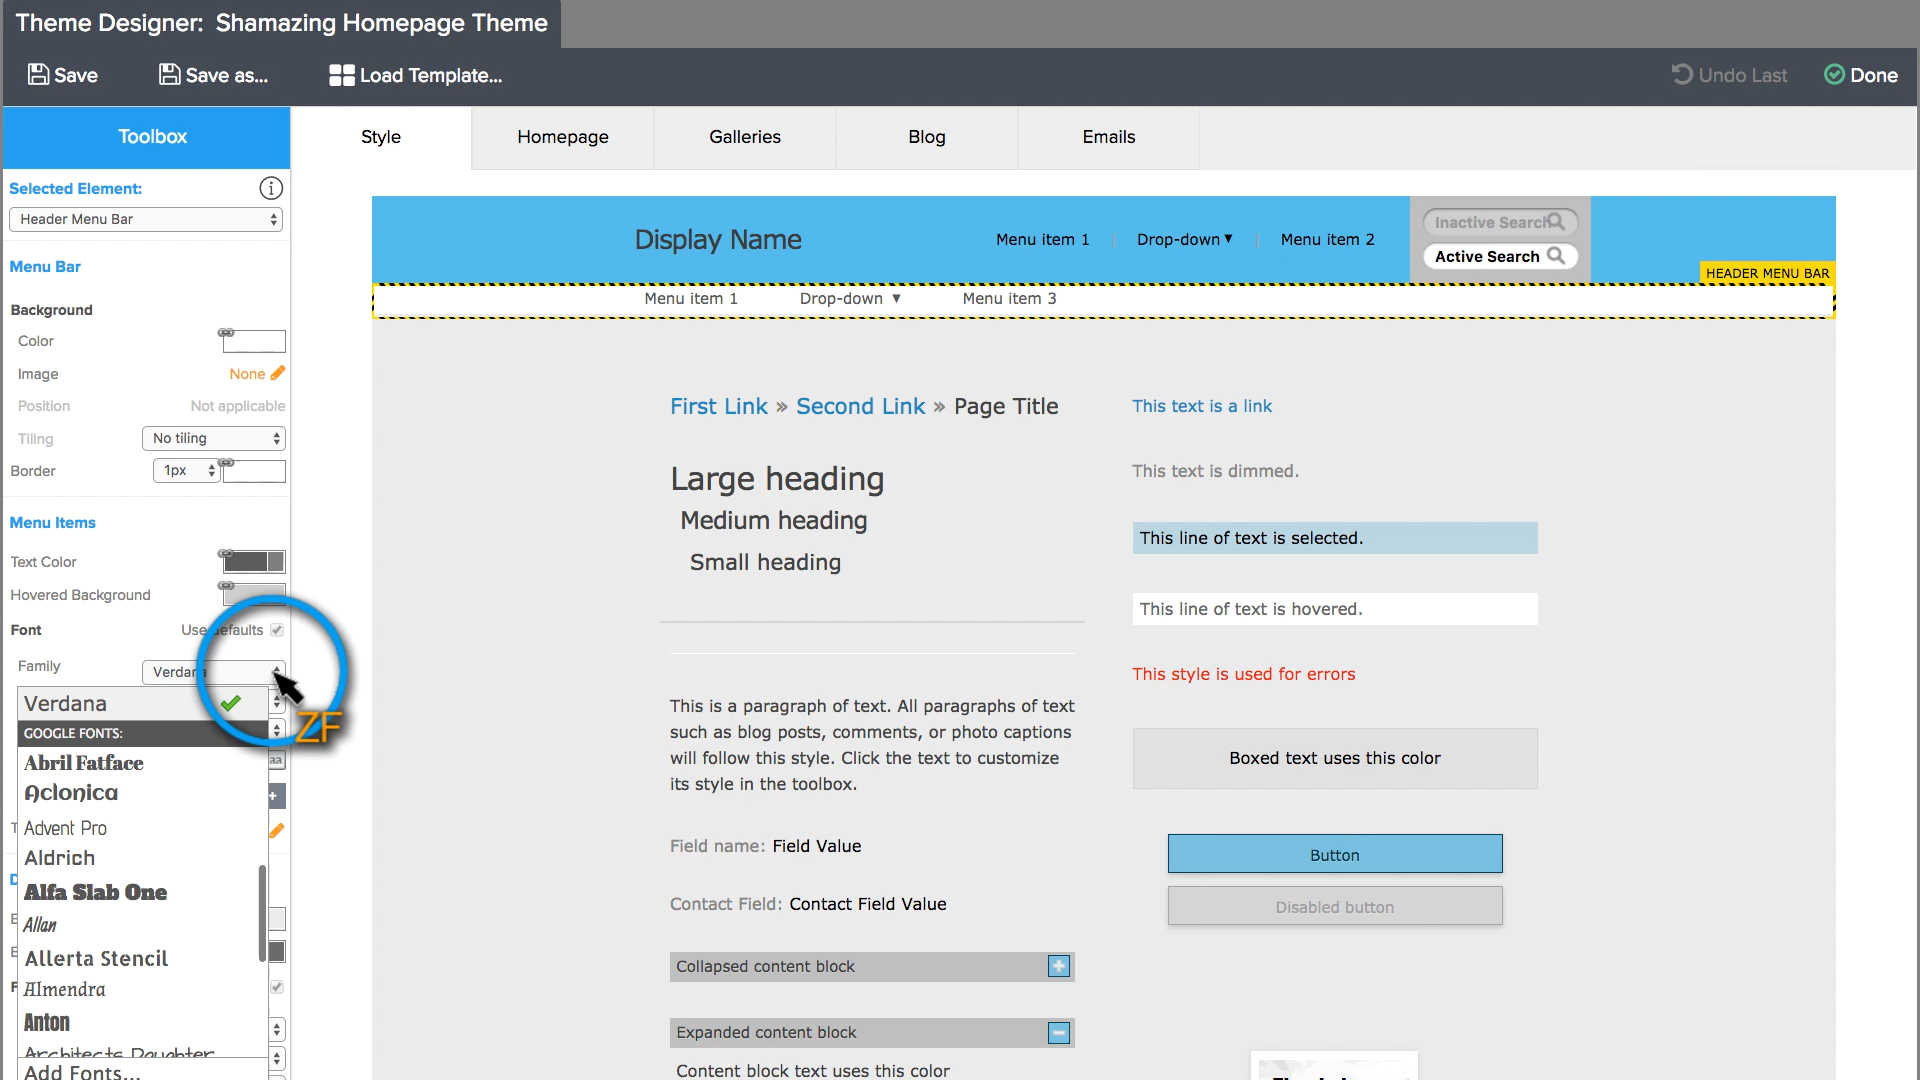 Theme Designer: Shamazing Homepage Theme
Save
Save as...
Load Template...
Undo Last
Done
Toolbox
Style
Homepage
Galleries
Blog
Emails
Selected Element:
Header Menu Bar
Menu Bar
Background
Color
Image
None
Position
Not applicable
Tiling
No tiling
Border
1px
Menu Items
Text Color
Hovered Background
Font
Use defaults
Family
Verdana
Verdana
ZF
GOOGLE FONTS:
Abril Fatface
Aclonica
Advent Pro
Aldrich
Alfa Slab One
Allan
Allerta Stencil
Almendra
Anton
Architects Daughter
Add Fonts...
aa
Display Name
Menu item 1
Drop-down ▼
Menu item 2
Inactive Search
Active Search
HEADER MENU BAR
Menu item 1
Drop-down ▼
Menu item 3
First Link » Second Link » Page Title
Large heading
Medium heading
Small heading
This is a paragraph of text. All paragraphs of text
such as blog posts, comments, or photo captions
will follow this style. Click the text to customize
its style in the toolbox.
Field name: Field Value
Contact Field: Contact Field Value
Collapsed content block
Expanded content block
Content block text uses this color
This text is a link
This text is dimmed.
This line of text is selected.
This line of text is hovered.
This style is used for errors
Boxed text uses this color
Button
Disabled button